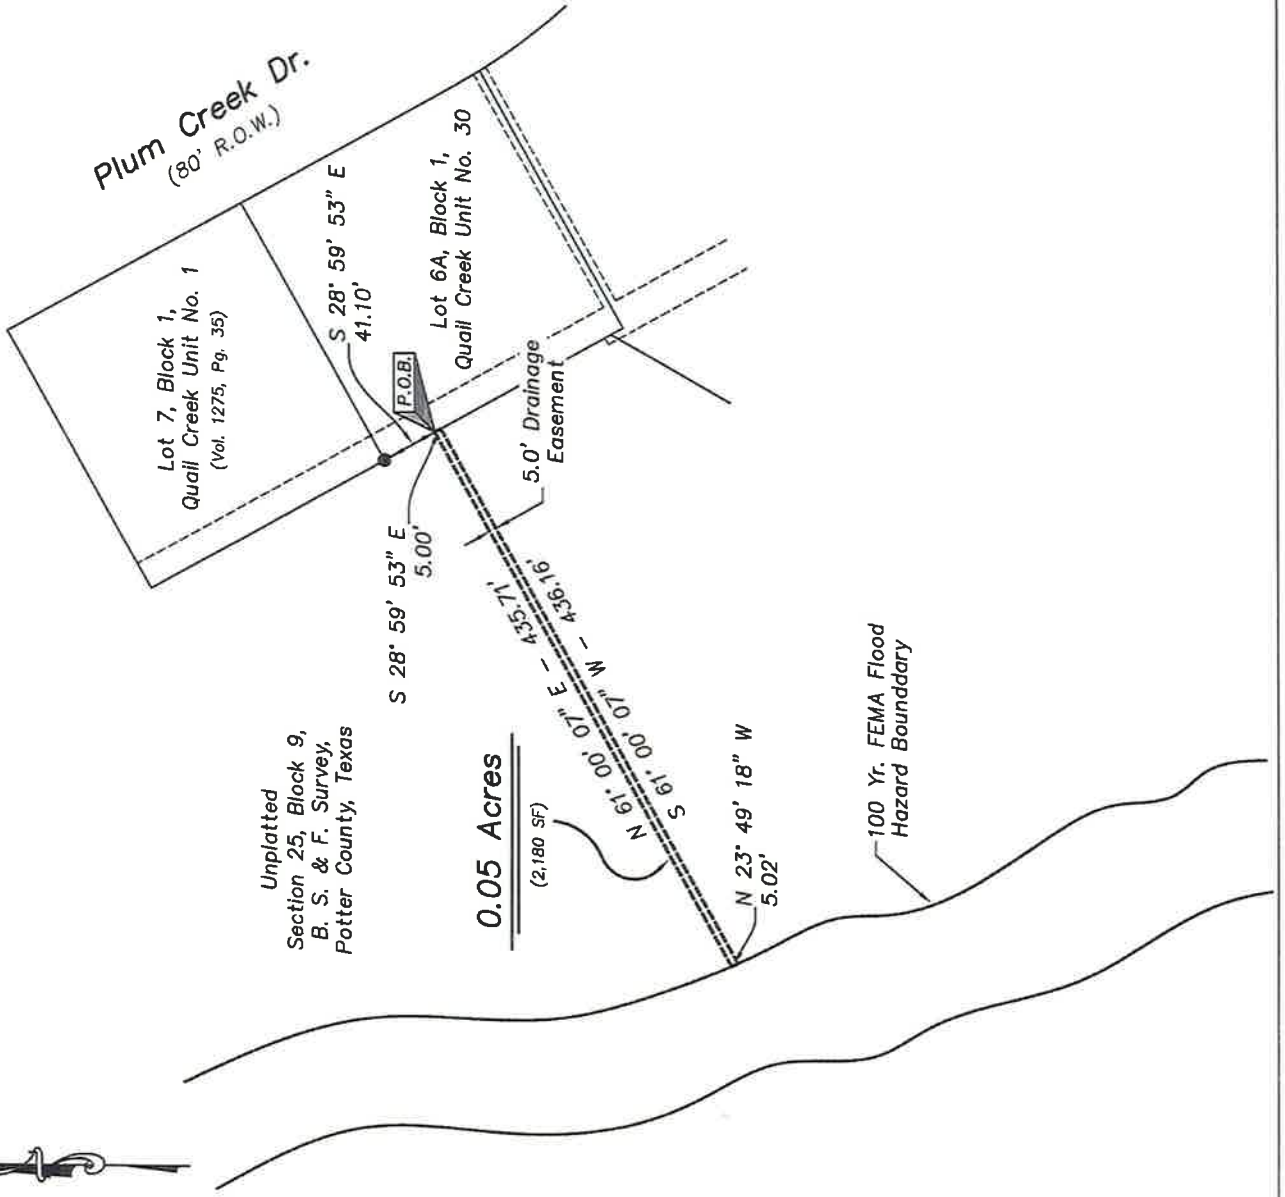 Plum Creek Dr.
(80' R.O.W.)
Lot 7, Block 1,
Quail Creek Unit No. 1
(Vol. 1275, Pg. 35)
S 28° 59' 53" E
41.10'
Lot 6A, Block 1,
Quail Creek Unit No. 30
P.O.B.
S 28° 59' 53" E
5.00'
5.0' Drainage
Easement
Unplatted
Section 25, Block 9,
B. S. & F. Survey,
Potter County, Texas
0.05 Acres
(2,180 SF)
N 61° 00' 07" E - 435.71'
S 61° 00' 07" W - 436.16'
N 23° 49' 18" W
5.02'
100 Yr. FEMA Flood
Hazard Bounddary